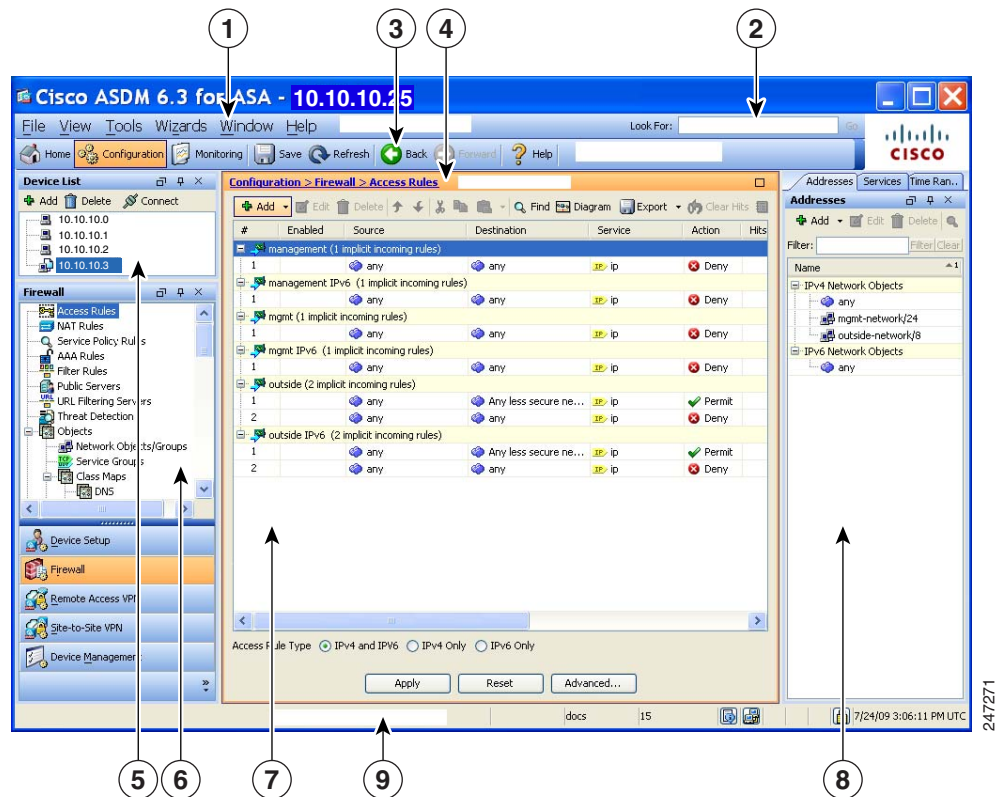 1 3 4 2
Cisco ASDM 6.3 for ASA - 10.10.10.25
File View Tools Wizards Window Help Look For: Go
Home Configuration Monitoring Save Refresh Back Forward Help
CISCO
Device List
Add Delete Connect
10.10.10.0
10.10.10.1
10.10.10.2
10.10.10.3
Firewall
Access Rules
NAT Rules
Service Policy Rules
AAA Rules
Filter Rules
Public Servers
URL URL Filtering Servers
Threat Detection
Objects
Network Objects/Groups
TCP UDP Service Groups
Class Maps
DNS
Device Setup
Firewall
Remote Access VPN
Site-to-Site VPN
Device Management
»
Configuration > Firewall > Access Rules
Add Edit Delete Find Diagram Export Clear Hits
# Enabled Source Destination Service Action Hits
management (1 implicit incoming rules)
1 any any IP ip Deny
management IPv6 (1 implicit incoming rules)
1 any any IP ip Deny
mgmt (1 implicit incoming rules)
1 any any IP ip Deny
mgmt IPv6 (1 implicit incoming rules)
1 any any IP ip Deny
outside (2 implicit incoming rules)
1 any Any less secure ne... IP ip Permit
2 any any IP ip Deny
outside IPv6 (2 implicit incoming rules)
1 any Any less secure ne... IP ip Permit
2 any any IP ip Deny
Access Rule Type IPv4 and IPV6 IPv4 Only IPv6 Only
Apply Reset Advanced...
Addresses Services Time Ran..
Addresses
Add Edit Delete
Filter: Filter Clear
Name 1
IPv4 Network Objects
any
mgmt-network/24
outside-network/8
IPv6 Network Objects
any
docs 15 7/24/09 3:06:11 PM UTC
247271
5 6 7 9 8